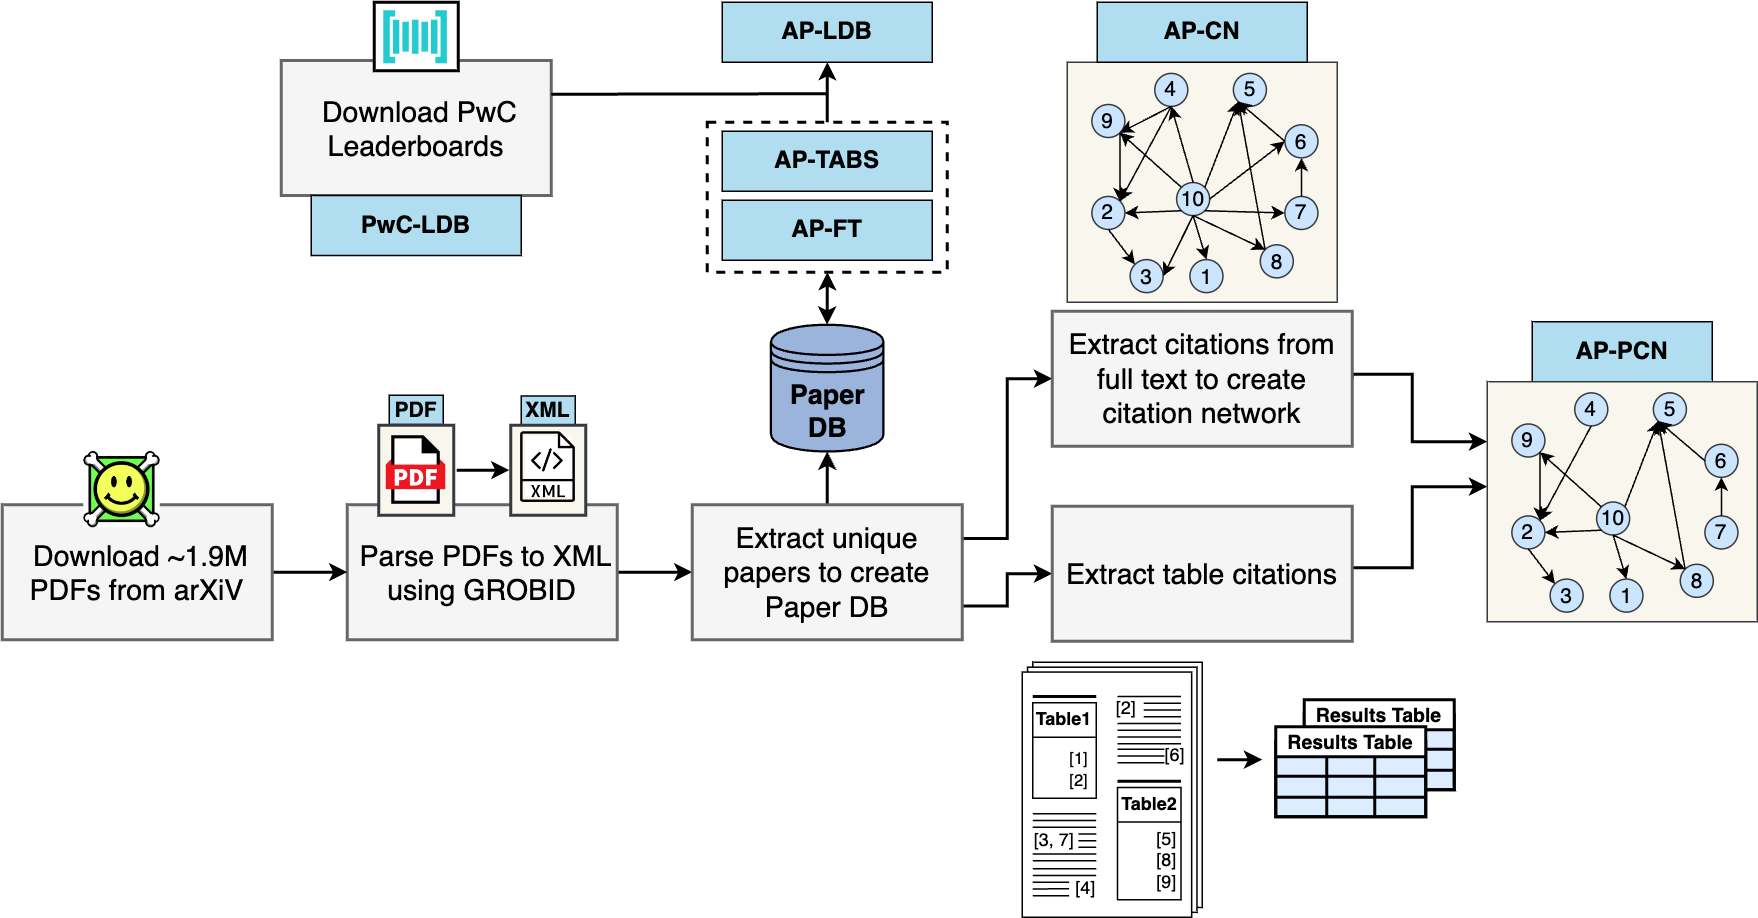 Download PwC
Leaderboards
PwC-LDB
AP-LDB
AP-TABS
AP-FT
Paper
DB
AP-CN
4
5
9
6
10
2
7
8
3
1
Extract citations from
full text to create
citation network
AP-PCN
4
5
9
6
10
2
7
8
3
1
PDF
XML
PDF
</>
XML
Download ~1.9M
PDFs from arXiV
Parse PDFs to XML
using GROBID
Extract unique
papers to create
Paper DB
Extract table citations
Table1
[1]
[2]
[3, 7]
[4]
[2]
[6]
Table2
[5]
[8]
[9]
Results Table
Results Table